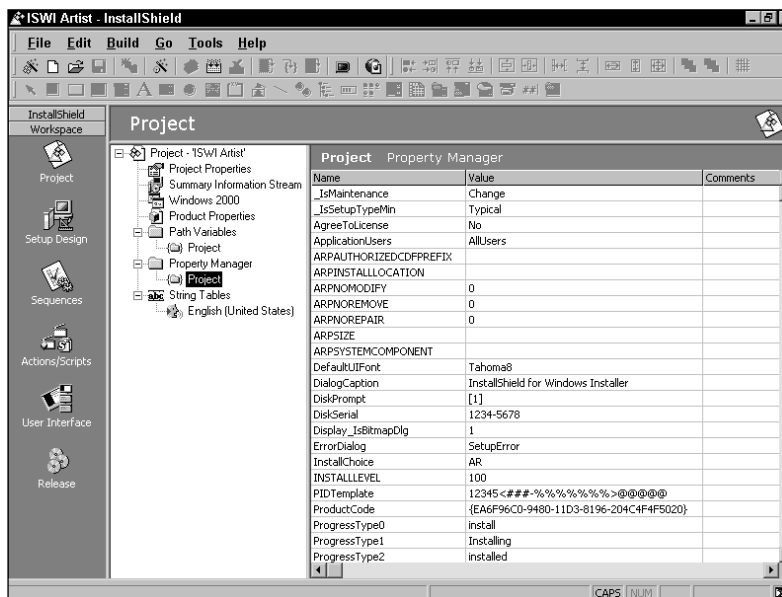 ISWI Artist - InstallShield
File Edit Build Go Tools Help
InstallShield
Workspace
Project
Setup Design
Sequences
Actions/Scripts
User Interface
Release
Project
Project - 'ISWI Artist'
Project Properties
Summary Information Stream
Windows 2000
Product Properties
Path Variables
Project
Property Manager
Project
abc String Tables
English (United States)
Project Property Manager
Name Value Comments
_IsMaintenance Change
_IsSetupTypeMin Typical
AgreeToLicense No
ApplicationUsers AllUsers
ARPAUTHORIZEDCDFPREFIX
ARPINSTALLLOCATION
ARPNOMODIFY 0
ARPNOREMOVE 0
ARPNOREPAIR 0
ARPSIZE
ARPSYSTEMCOMPONENT
DefaultUIFont Tahoma8
DialogCaption InstallShield for Windows Installer
DiskPrompt [1]
DiskSerial 1234-5678
Display_IsBitmapDlg 1
ErrorDialog SetupError
InstallChoice AR
INSTALLLEVEL 100
PIDTemplate 12345<###-%%%%%%%>@@@@@
ProductCode {EA6F96C0-9480-11D3-8196-204C4F4F5020}
ProgressType0 install
ProgressType1 Installing
ProgressType2 installed
CAPS NUM